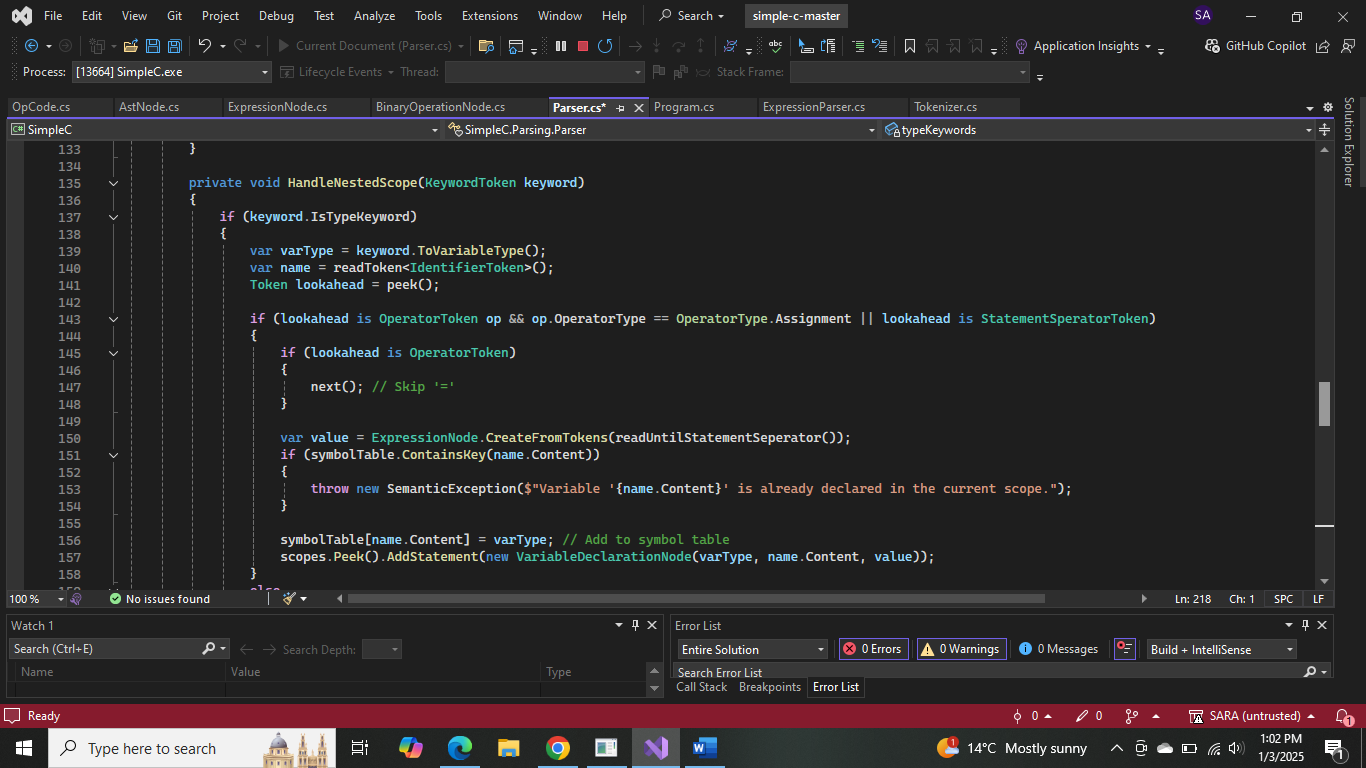 File Edit View Git Project Debug Test Analyze Tools Extensions Window Help Search simple-c-master SA
Current Document (Parser.cs) Application Insights GitHub Copilot
Process: [13664] SimpleC.exe Lifecycle Events Thread: Stack Frame:
OpCode.cs AstNode.cs ExpressionNode.cs BinaryOperationNode.cs Parser.cs* Program.cs ExpressionParser.cs Tokenizer.cs
Solution Explorer
C# SimpleC SimpleC.Parsing.Parser typeKeywords
133 }
134
135 private void HandleNestedScope(KeywordToken keyword)
136 {
137 if (keyword.IsTypeKeyword)
138 {
139 var varType = keyword.ToVariableType();
140 var name = readToken<IdentifierToken>();
141 Token lookahead = peek();
142
143 if (lookahead is OperatorToken op && op.OperatorType == OperatorType.Assignment || lookahead is StatementSperatorToken)
144 {
145 if (lookahead is OperatorToken)
146 {
147 next(); // Skip '='
148 }
149
150 var value = ExpressionNode.CreateFromTokens(readUntilStatementSeperator());
151 if (symbolTable.ContainsKey(name.Content))
152 {
153 throw new SemanticException($"Variable '{name.Content}' is already declared in the current scope.");
154 }
155
156 symbolTable[name.Content] = varType; // Add to symbol table
157 scopes.Peek().AddStatement(new VariableDeclarationNode(varType, name.Content, value));
158 }
159 else
100 % No issues found Ln: 218 Ch: 1 SPC LF
Watch 1
Search (Ctrl+E) Search Depth:
Name Value Type
Error List
Entire Solution 0 Errors 0 Warnings 0 Messages Build + IntelliSense
Search Error List
Call Stack Breakpoints Error List
Ready 0 0 SARA (untrusted) 1
Type here to search 1 14°C Mostly sunny 1:02 PM
1/3/2025 1